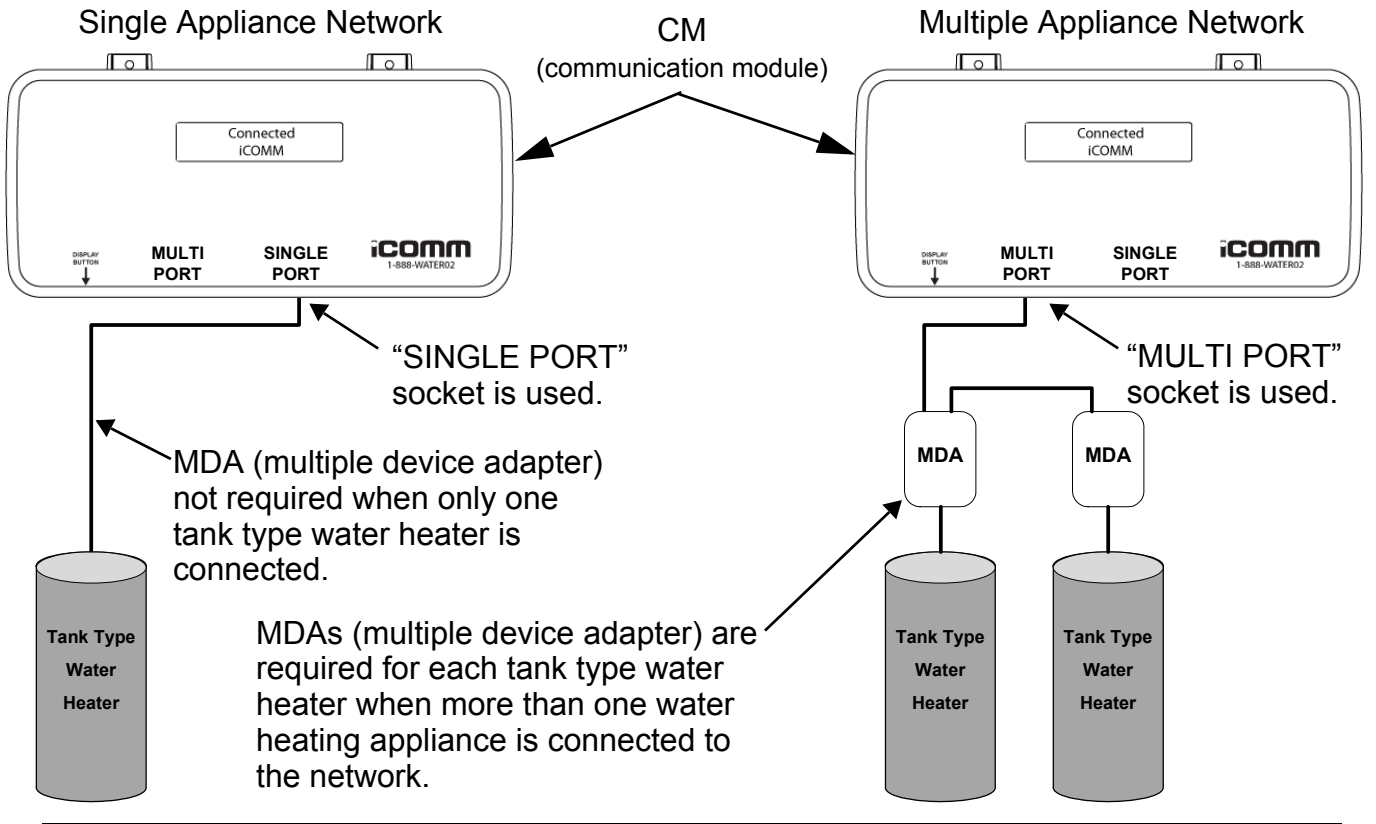 Single Appliance Network
CM
(communication module)
Multiple Appliance Network
Connected
iCOMM
DISPLAY
BUTTON
MULTI
PORT
SINGLE
PORT
iCOMM
1-888-WATER02
Connected
iCOMM
DISPLAY
BUTTON
MULTI
PORT
SINGLE
PORT
iCOMM
1-888-WATER02
“SINGLE PORT”
socket is used.
“MULTI PORT”
socket is used.
MDA (multiple device adapter)
not required when only one
tank type water heater is
connected.
MDA
MDA
Tank Type
Water
Heater
MDAs (multiple device adapter) are
required for each tank type water
heater when more than one water
heating appliance is connected to
the network.
Tank Type
Water
Heater
Tank Type
Water
Heater